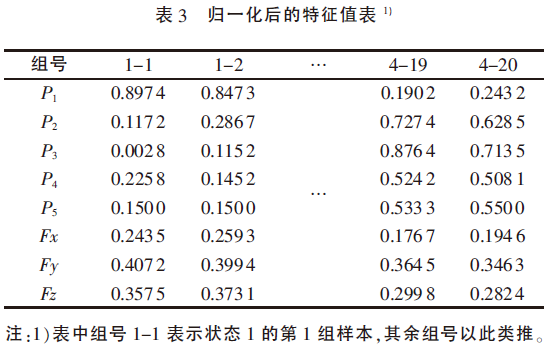 表 3 归一化后的特征值表 1)
组号 1-1 1-2 … 4-19 4-20
P1 0.897 4 0.847 3 0.190 2 0.243 2
P2 0.117 2 0.286 7 0.727 4 0.628 5
P3 0.002 8 0.115 2 0.876 4 0.713 5
P4 0.225 8 0.145 2 … 0.524 2 0.508 1
P5 0.150 0 0.150 0 0.533 3 0.550 0
Fx 0.243 5 0.259 3 0.176 7 0.194 6
Fy 0.407 2 0.399 4 0.364 5 0.346 3
Fz 0.357 5 0.373 1 0.299 8 0.282 4
注:1)表中组号 1-1 表示状态 1 的第 1 组样本,其余组号以此类推。